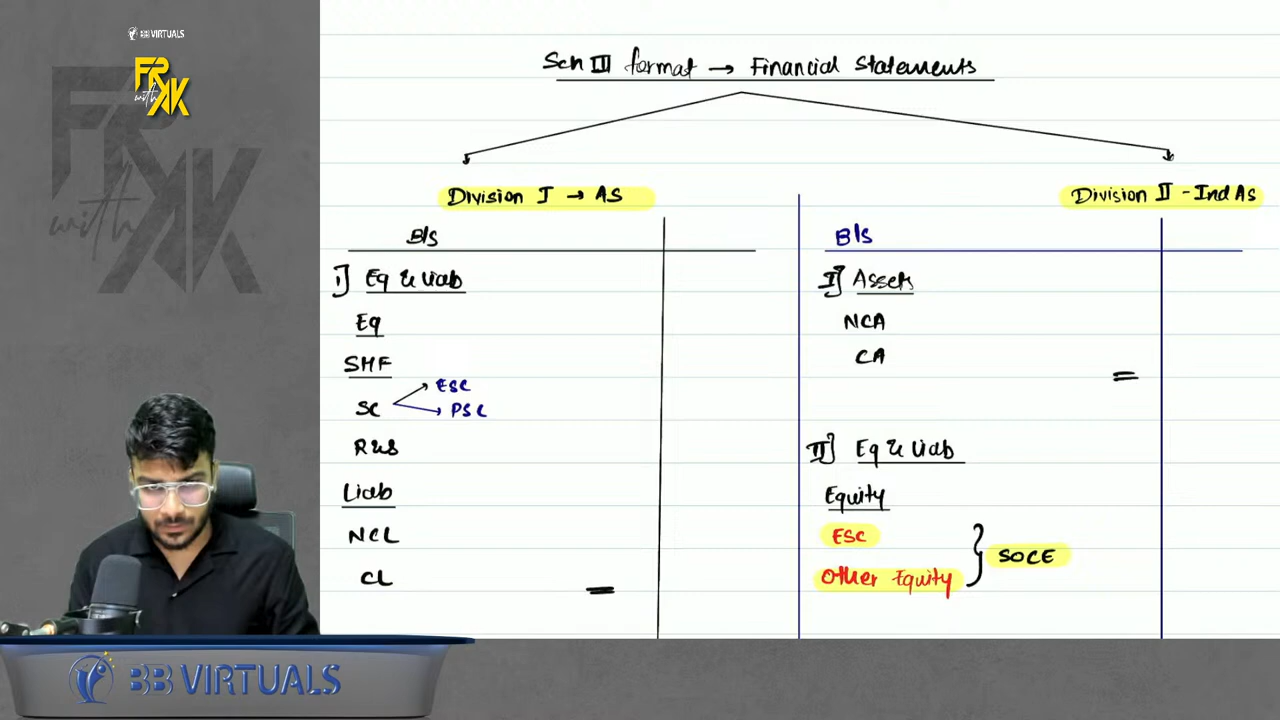 BB VIRTUALS
FR
with
KK
Sch III format → Financial Statements
Division I → AS
B/S
I] Eq & Liab
Eq
SHF
SC
ESC
PSC
R&S
Liab
NCL
CL
Division II - Ind AS
B/S
I] Assets
NCA
CA
II] Eq & Liab
Equity
ESC
Other Equity
SOCE
BB VIRTUALS